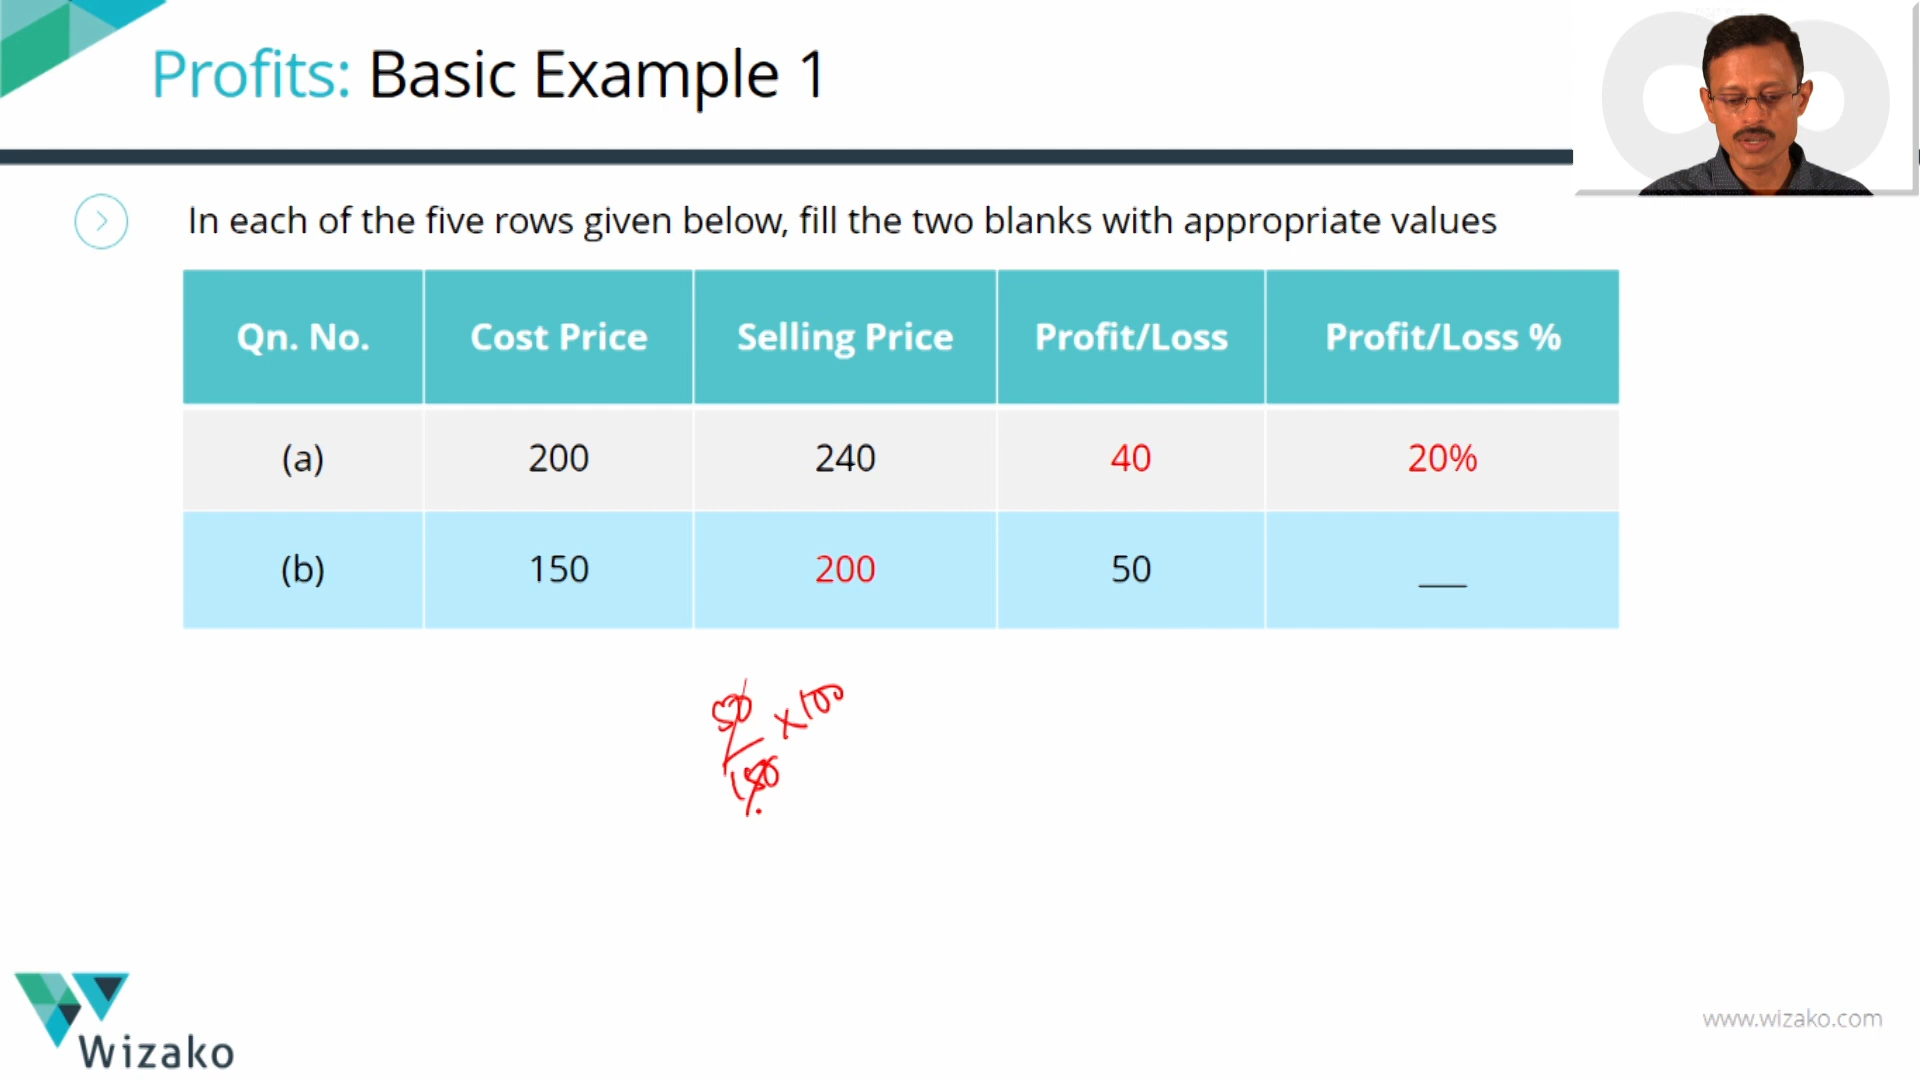 Profits: Basic Example 1
In each of the five rows given below, fill the two blanks with appropriate values
Qn. No. Cost Price Selling Price Profit/Loss Profit/Loss %
(a) 200 240 40 20%
(b) 150 200 50 ___
50
x 100
150
Wizako
www.wizako.com